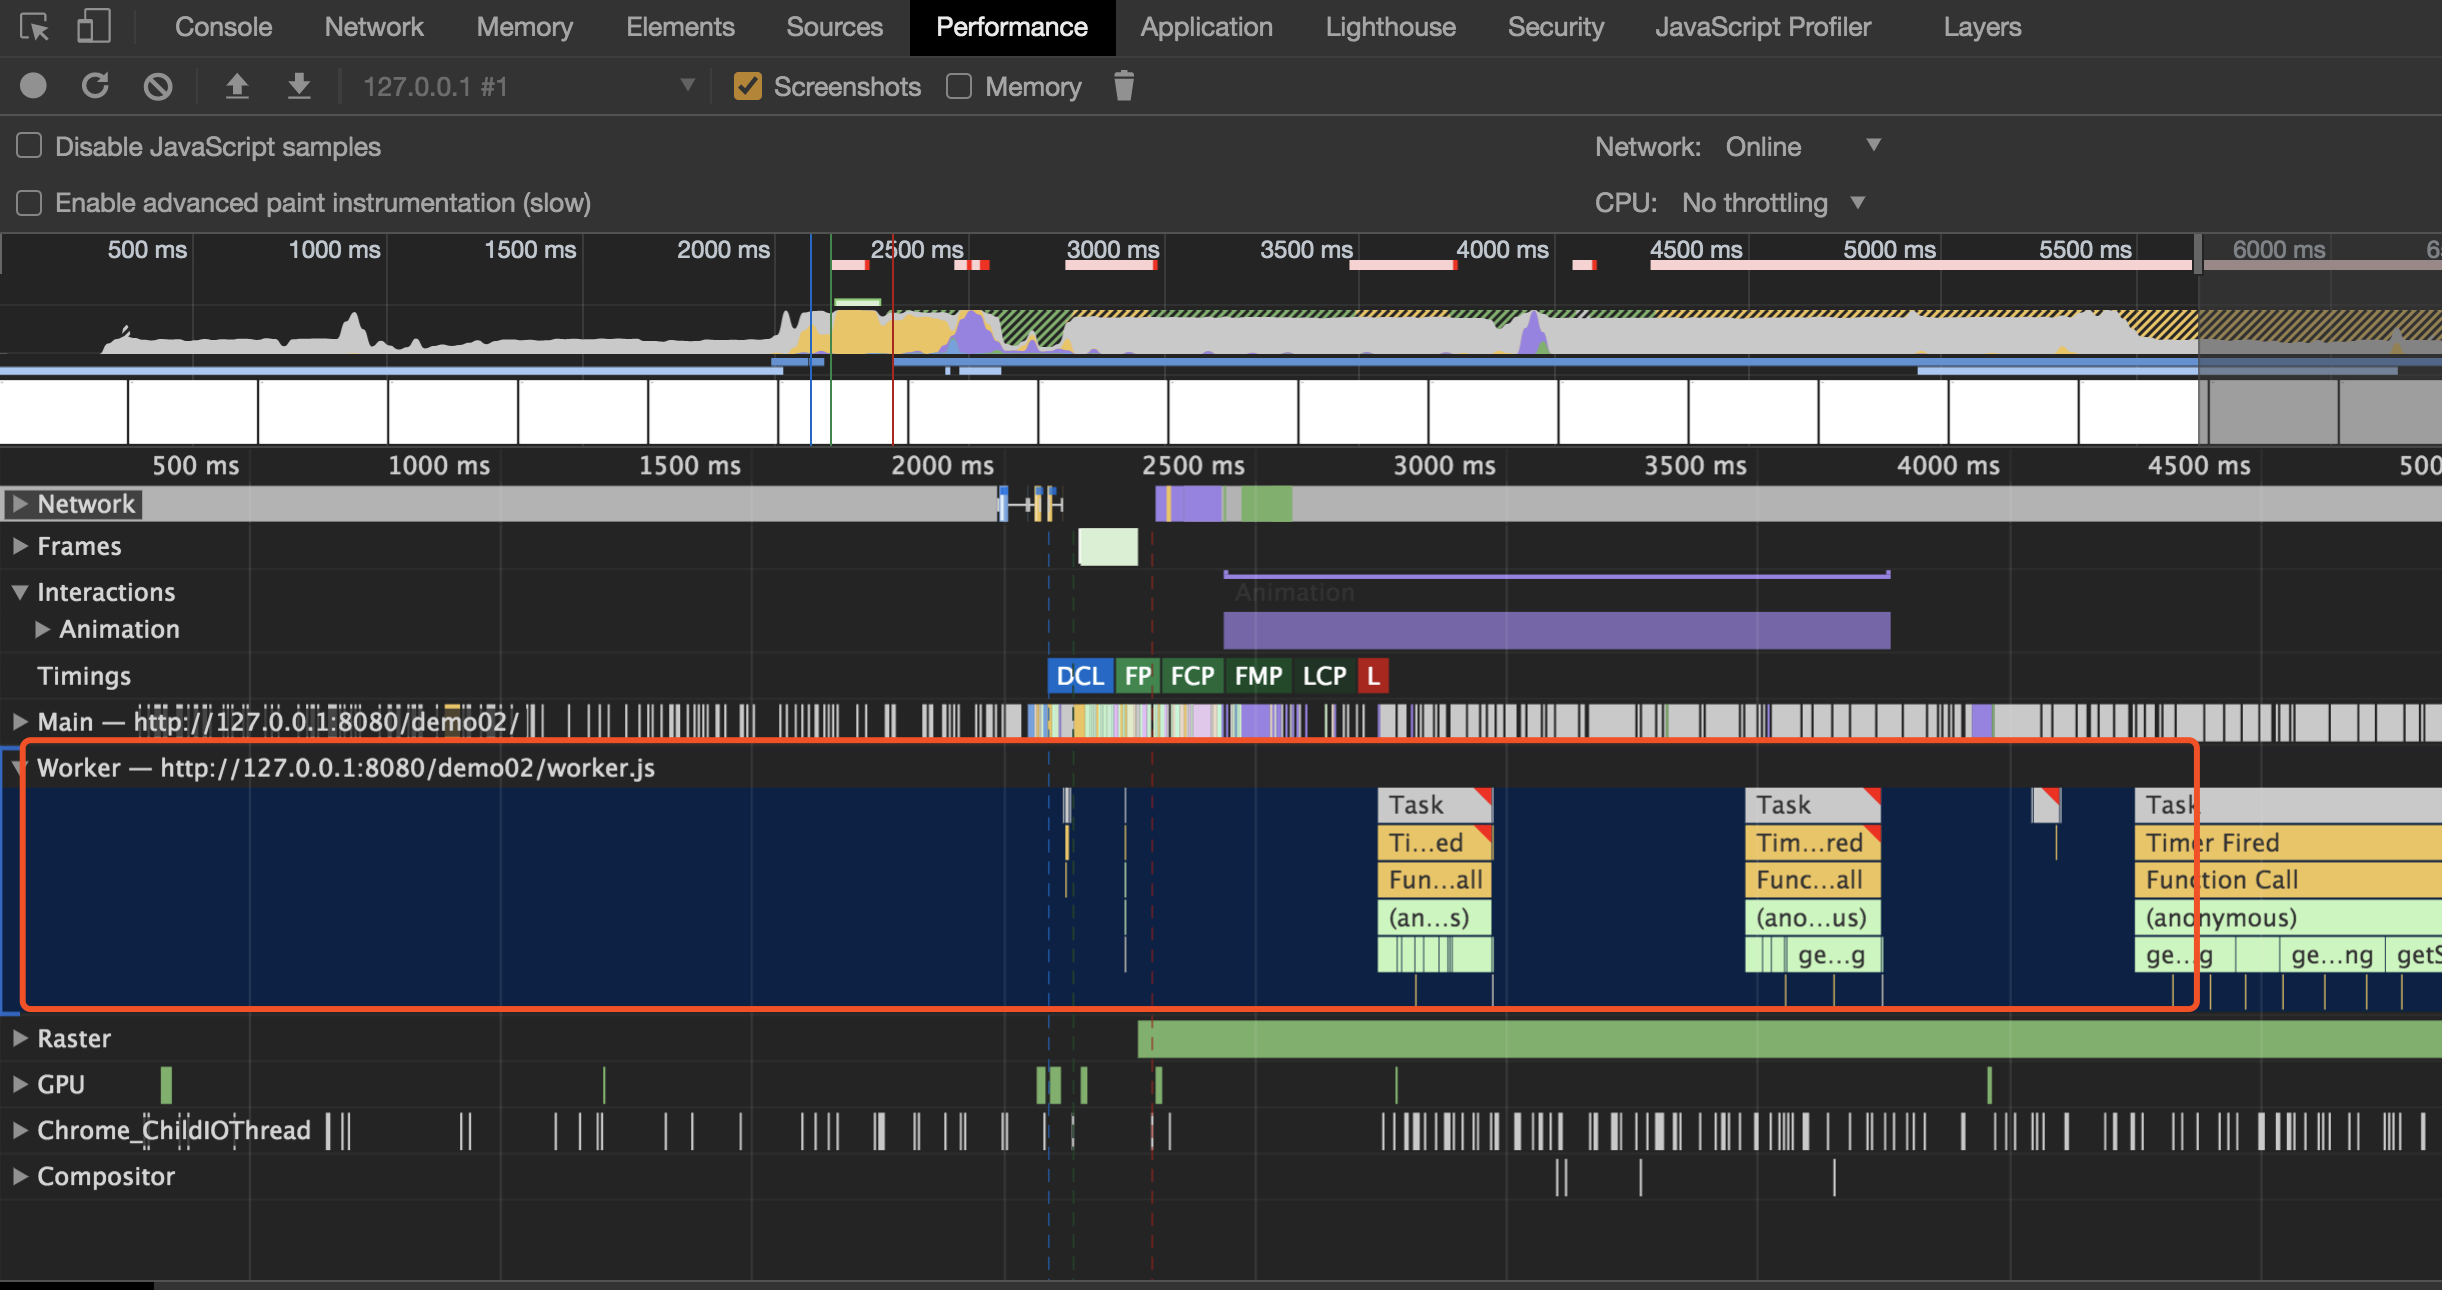 Console Network Memory Elements Sources Performance Application Lighthouse Security JavaScript Profiler Layers
127.0.0.1 #1 Screenshots Memory
Disable JavaScript samples Network: Online
Enable advanced paint instrumentation (slow) CPU: No throttling
500 ms 1000 ms 1500 ms 2000 ms 2500 ms 3000 ms 3500 ms 4000 ms 4500 ms 5000 ms 5500 ms 6000 ms 6
500 ms 1000 ms 1500 ms 2000 ms 2500 ms 3000 ms 3500 ms 4000 ms 4500 ms 500
Network
Frames
Interactions
Animation
Animation
Timings DCL FP FCP FMP LCP L
Main — http://127.0.0.1:8080/demo02/
Worker — http://127.0.0.1:8080/demo02/worker.js
Task Task Task
Ti...ed Tim...red Timer Fired
Fun...all Func...all Function Call
(an...s) (ano...us) (anonymous)
ge...g ge...g ge...ng getS
Raster
GPU
Chrome_ChildIOThread
Compositor